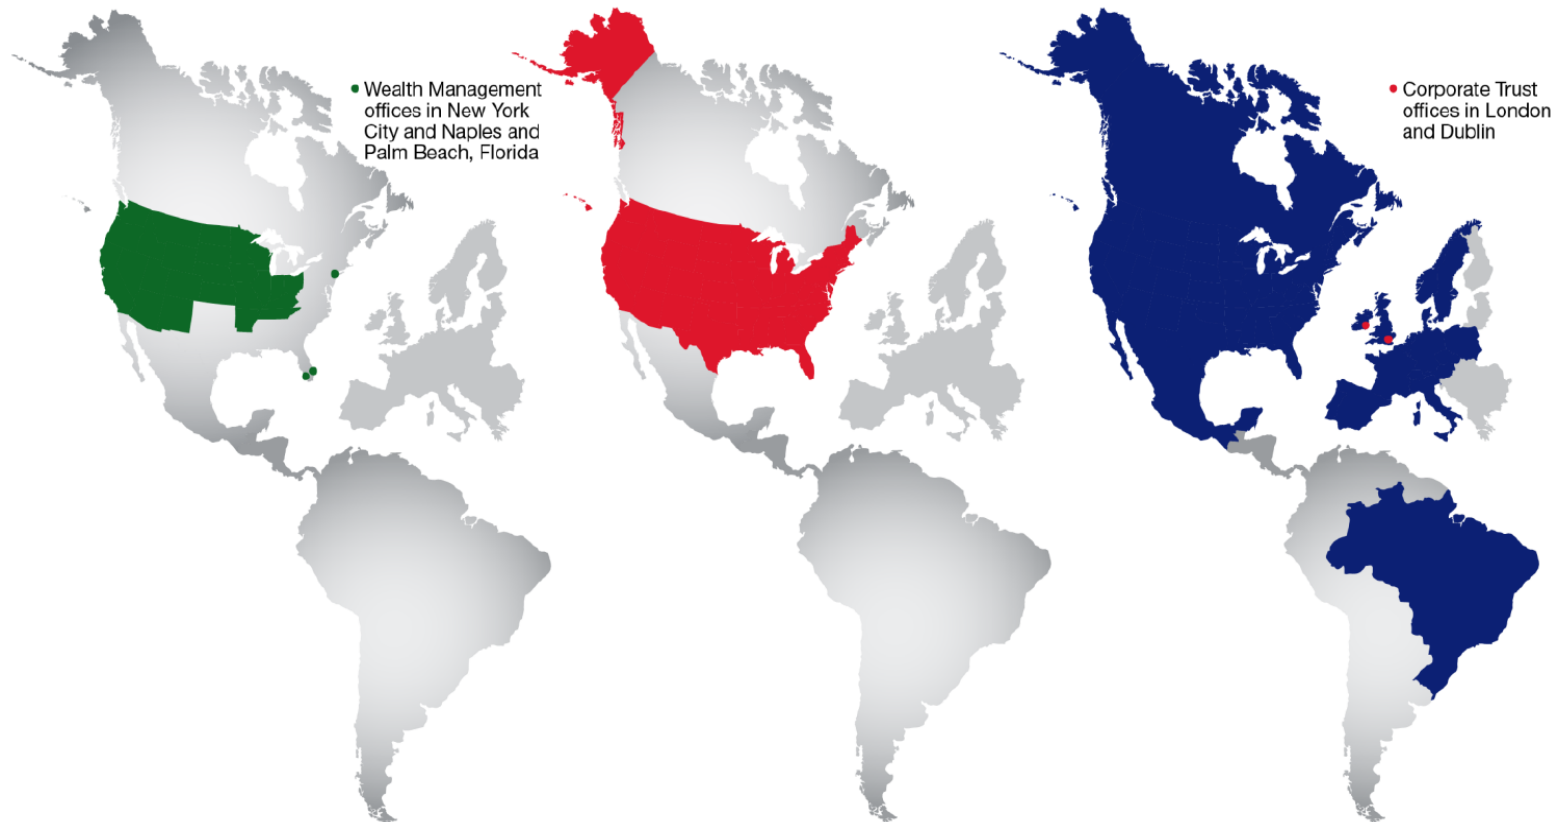 Wealth Management
offices in New York
City and Naples and
Palm Beach, Florida
Corporate Trust
offices in London
and Dublin